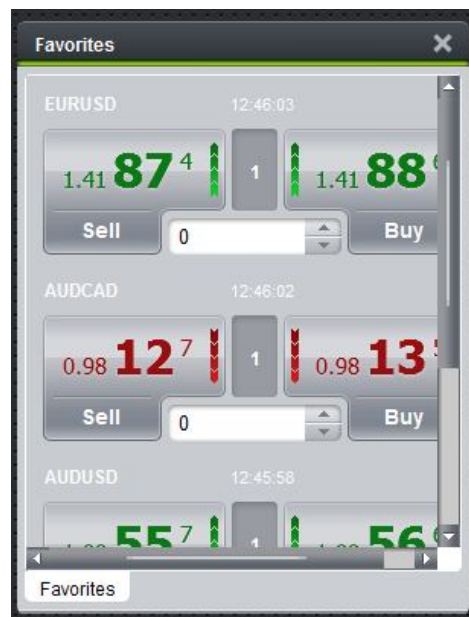 Favorites
EURUSD 12:46:03
1.41 87 4 1 1.41 88
Sell 0 Buy
AUDCAD 12:46:02
0.98 12 7 1 0.98 13
Sell 0 Buy
AUDUSD 12:45:58
55 7 1 56
Favorites